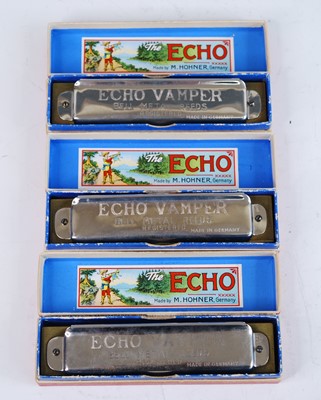 The ECHO
Made by M. HOHNER, Germany
ECHO VAMPER
BELL METAL REEDS
The ECHO
Made by M. HOHNER, Germany
ECHO VAMPER
BELL METAL REEDS
REGISTERED MADE IN GERMANY
The ECHO
Made by M. HOHNER, Germany
ECHO VAMPER
MADE IN GERMANY